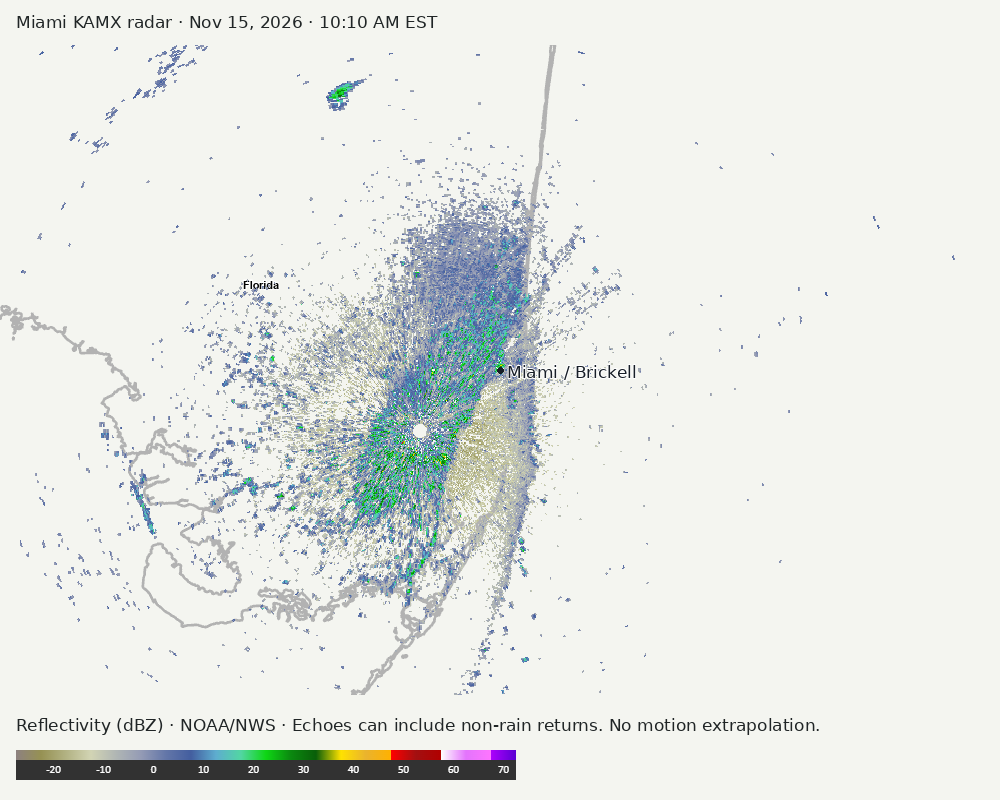 Miami KAMX radar · Nov 15, 2026 · 10:10 AM EST
Florida
Miami / Brickell
Reflectivity (dBZ) · NOAA/NWS · Echoes can include non-rain returns. No motion extrapolation.
-20 -10 0 10 20 30 40 50 60 70